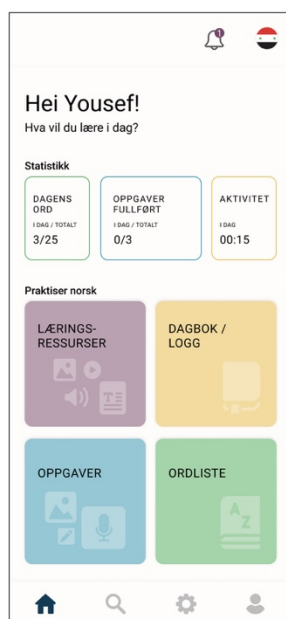 1
Hei Yousef!
Hva vil du lære i dag?
Statistikk
DAGENS
ORD
I DAG / TOTALT
3/25
OPPGAVER
FULLFØRT
I DAG / TOTALT
0/3
AKTIVITET
I DAG
00:15
Praktiser norsk
LÆRINGS-
RESSURSER
DAGBOK /
LOGG
OPPGAVER
ORDLISTE
A
Z